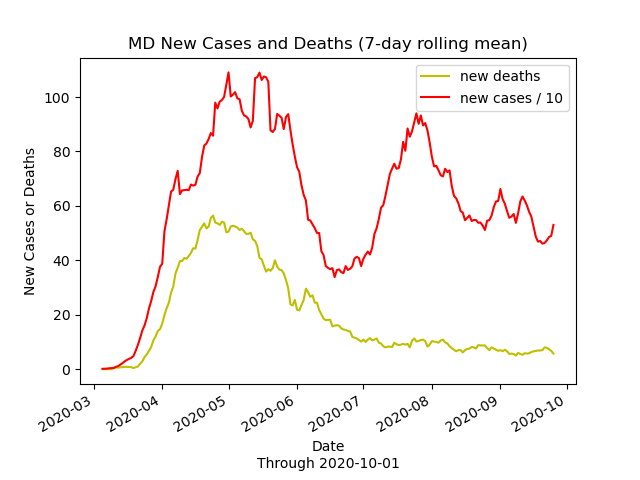 MD New Cases and Deaths (7-day rolling mean)
new deaths
new cases / 10
New Cases or Deaths
100
80
60
40
20
0
2020-03
2020-04
2020-05
2020-06
2020-07
2020-08
2020-09
2020-10
Date
Through 2020-10-01